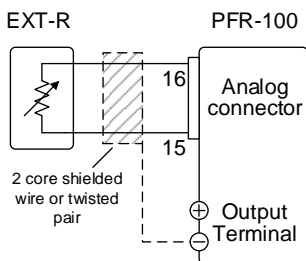 EXT-R
PFR-100
16
Analog
connector
15
2 core shielded
wire or twisted
pair
+
Output
Terminal
−